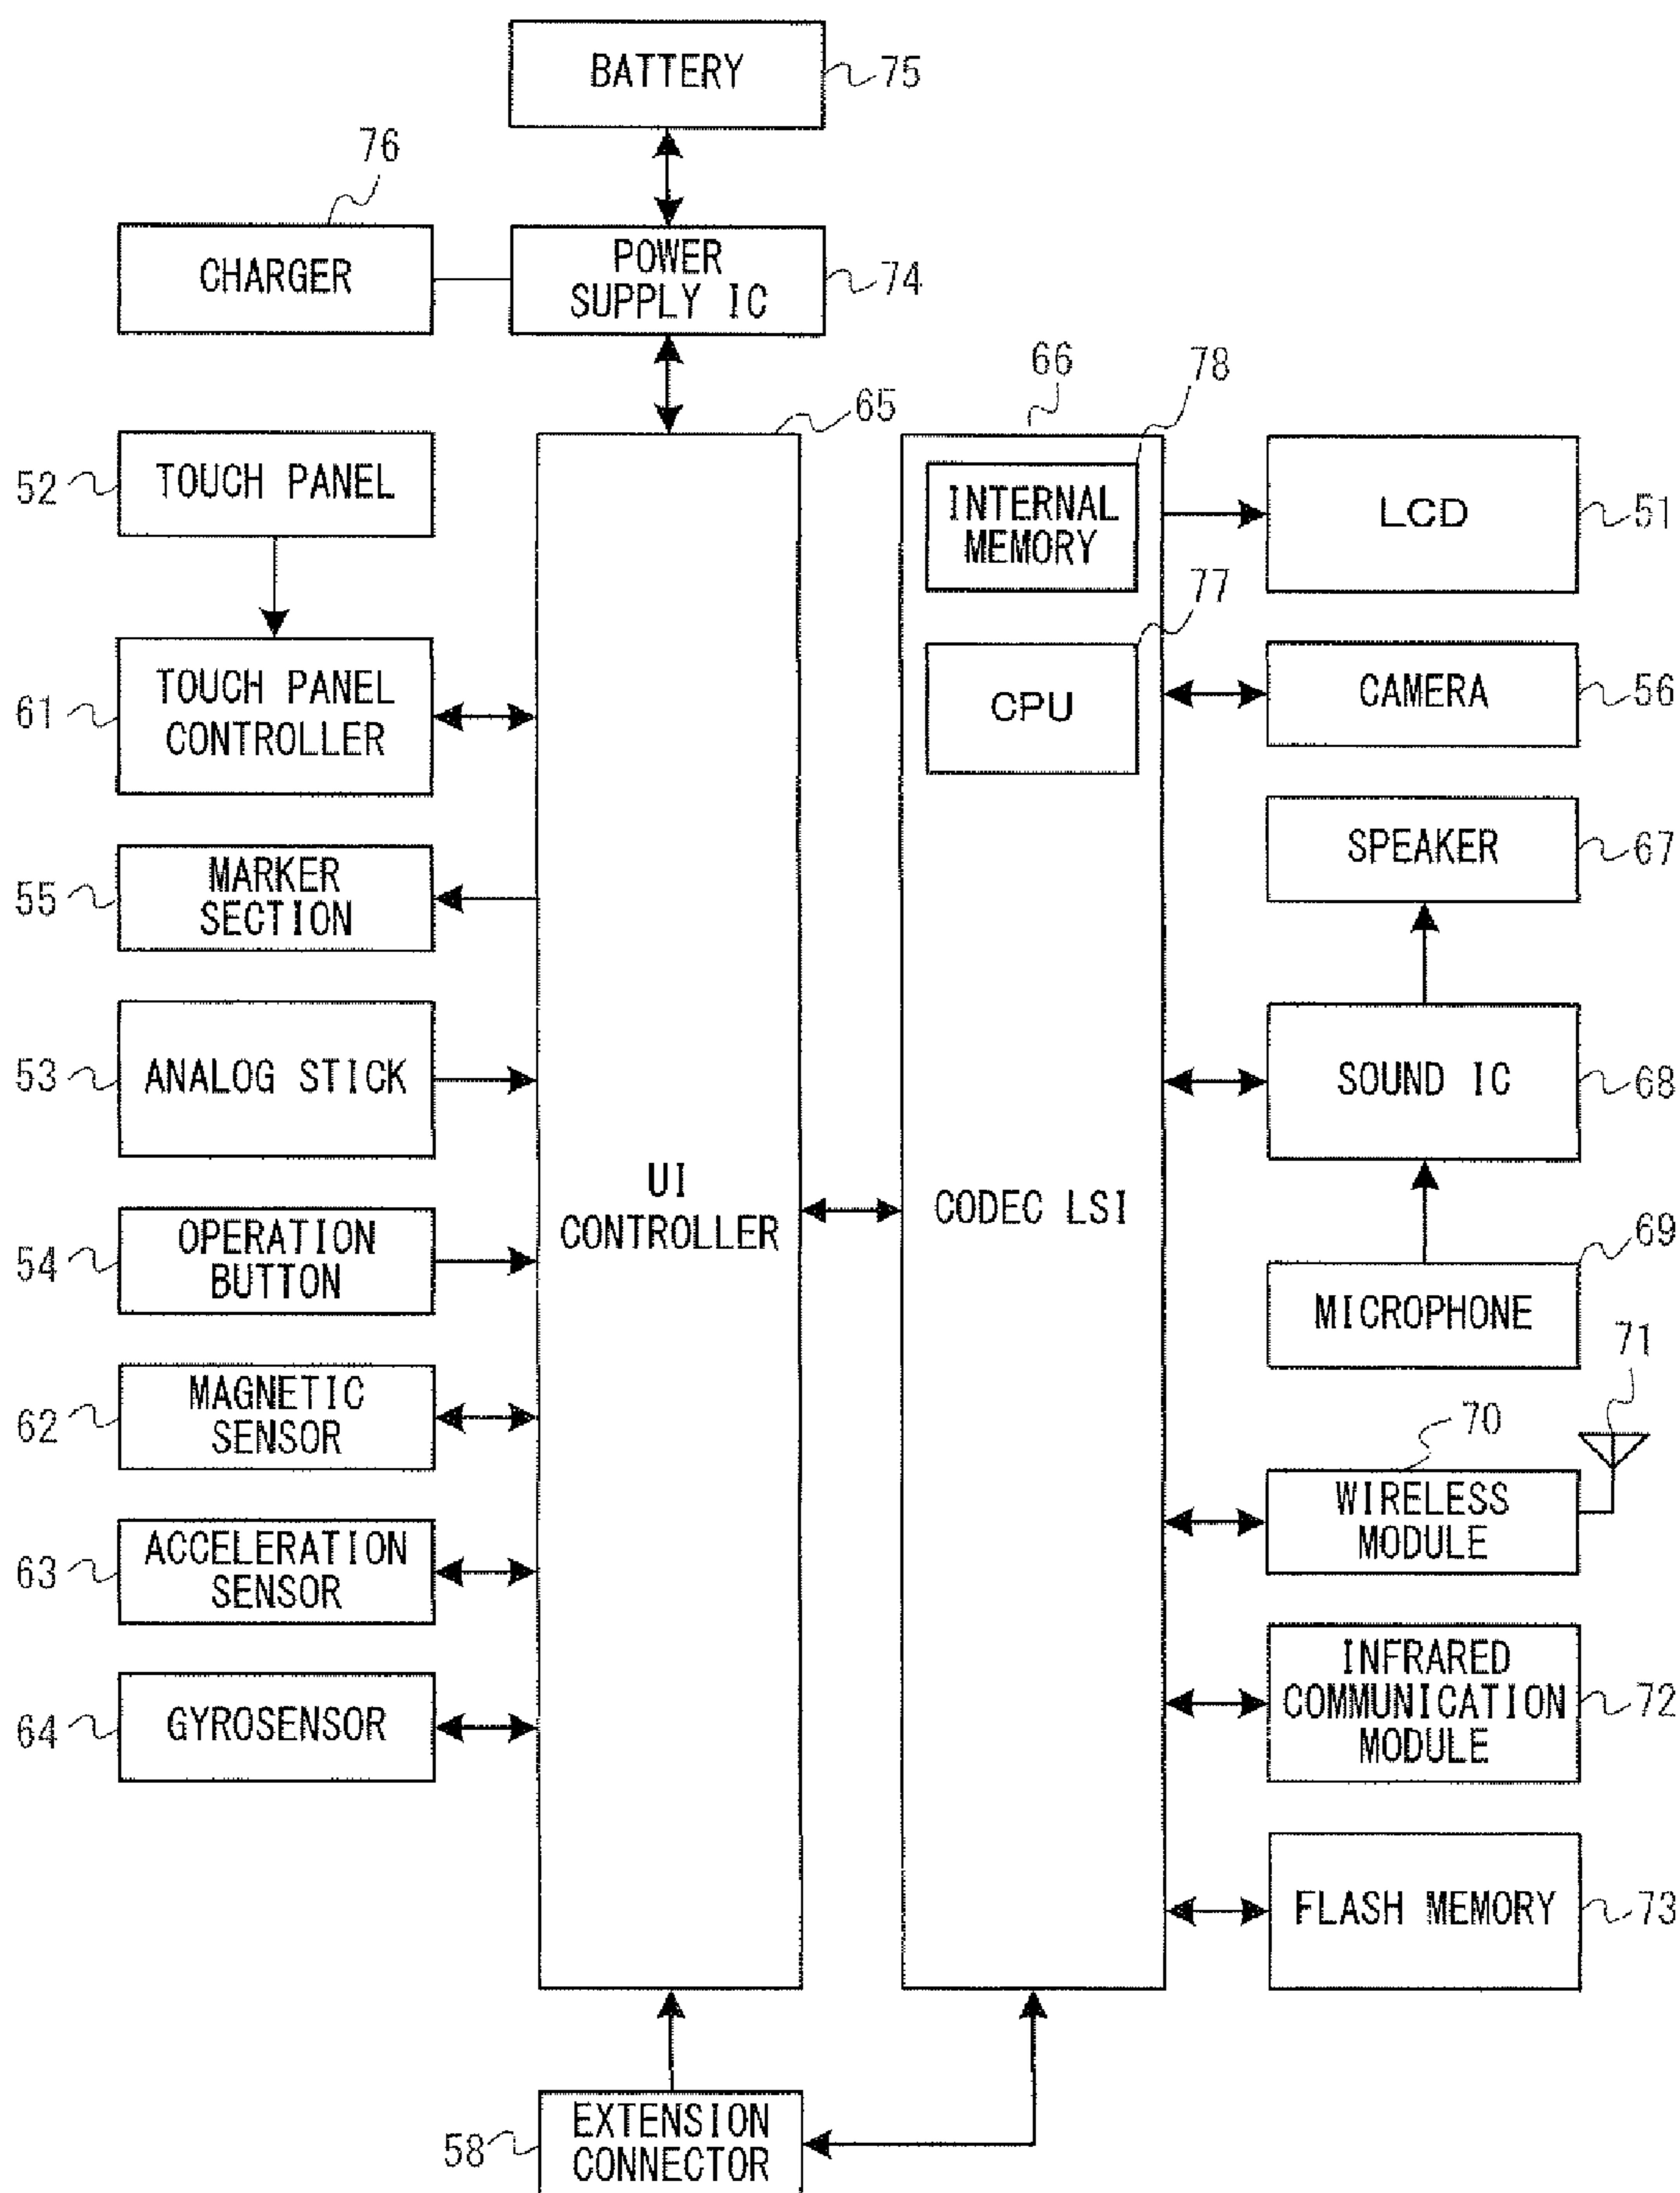 BATTERY
75
76
CHARGER
POWER
SUPPLY IC
74
66
78
65
52
TOUCH PANEL
INTERNAL
MEMORY
LCD
51
77
61
TOUCH PANEL
CONTROLLER
CPU
CAMERA
56
SPEAKER
67
55
MARKER
SECTION
53
ANALOG STICK
SOUND IC
68
UI
CONTROLLER
CODEC LSI
54
OPERATION
BUTTON
69
MICROPHONE
71
62
MAGNETIC
SENSOR
70
WIRELESS
MODULE
63
ACCELERATION
SENSOR
64
GYROSENSOR
INFRARED
COMMUNICATION
MODULE
72
FLASH MEMORY
73
58
EXTENSION
CONNECTOR